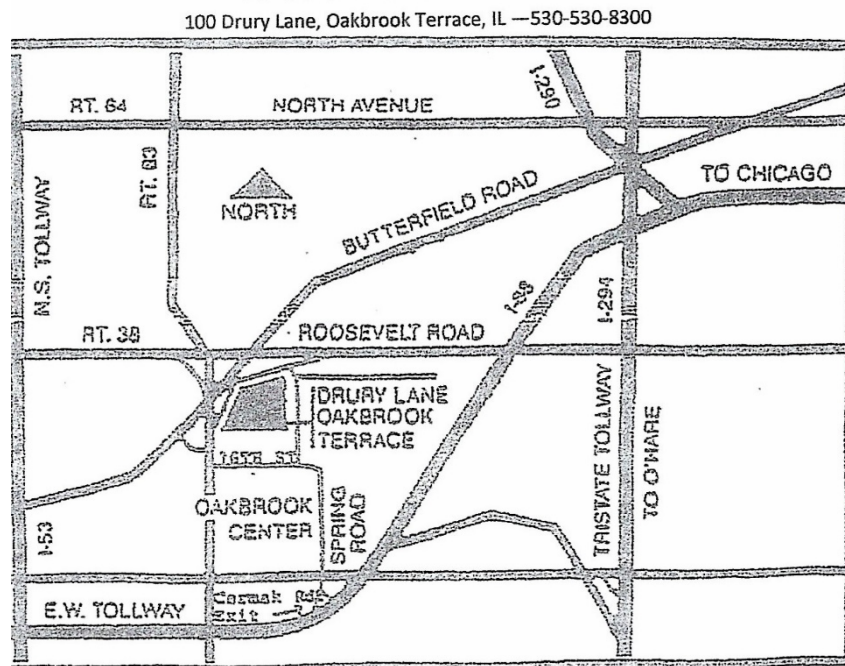 100 Drury Lane, Oakbrook Terrace, IL —530-530-8300
I-290
RT. 64
NORTH AVENUE
RT. 83
TO CHICAGO
NORTH
BUTTERFIELD ROAD
N.S. TOLLWAY
I-88
I-294
RT. 38
ROOSEVELT ROAD
DRURY LANE
OAKBROOK
TERRACE
16TH ST
OAKBROOK
CENTER
SPRING
ROAD
TRISTATE TOLLWAY
TO O'HARE
I-53
E.W. TOLLWAY
Cermak Rd
Exit